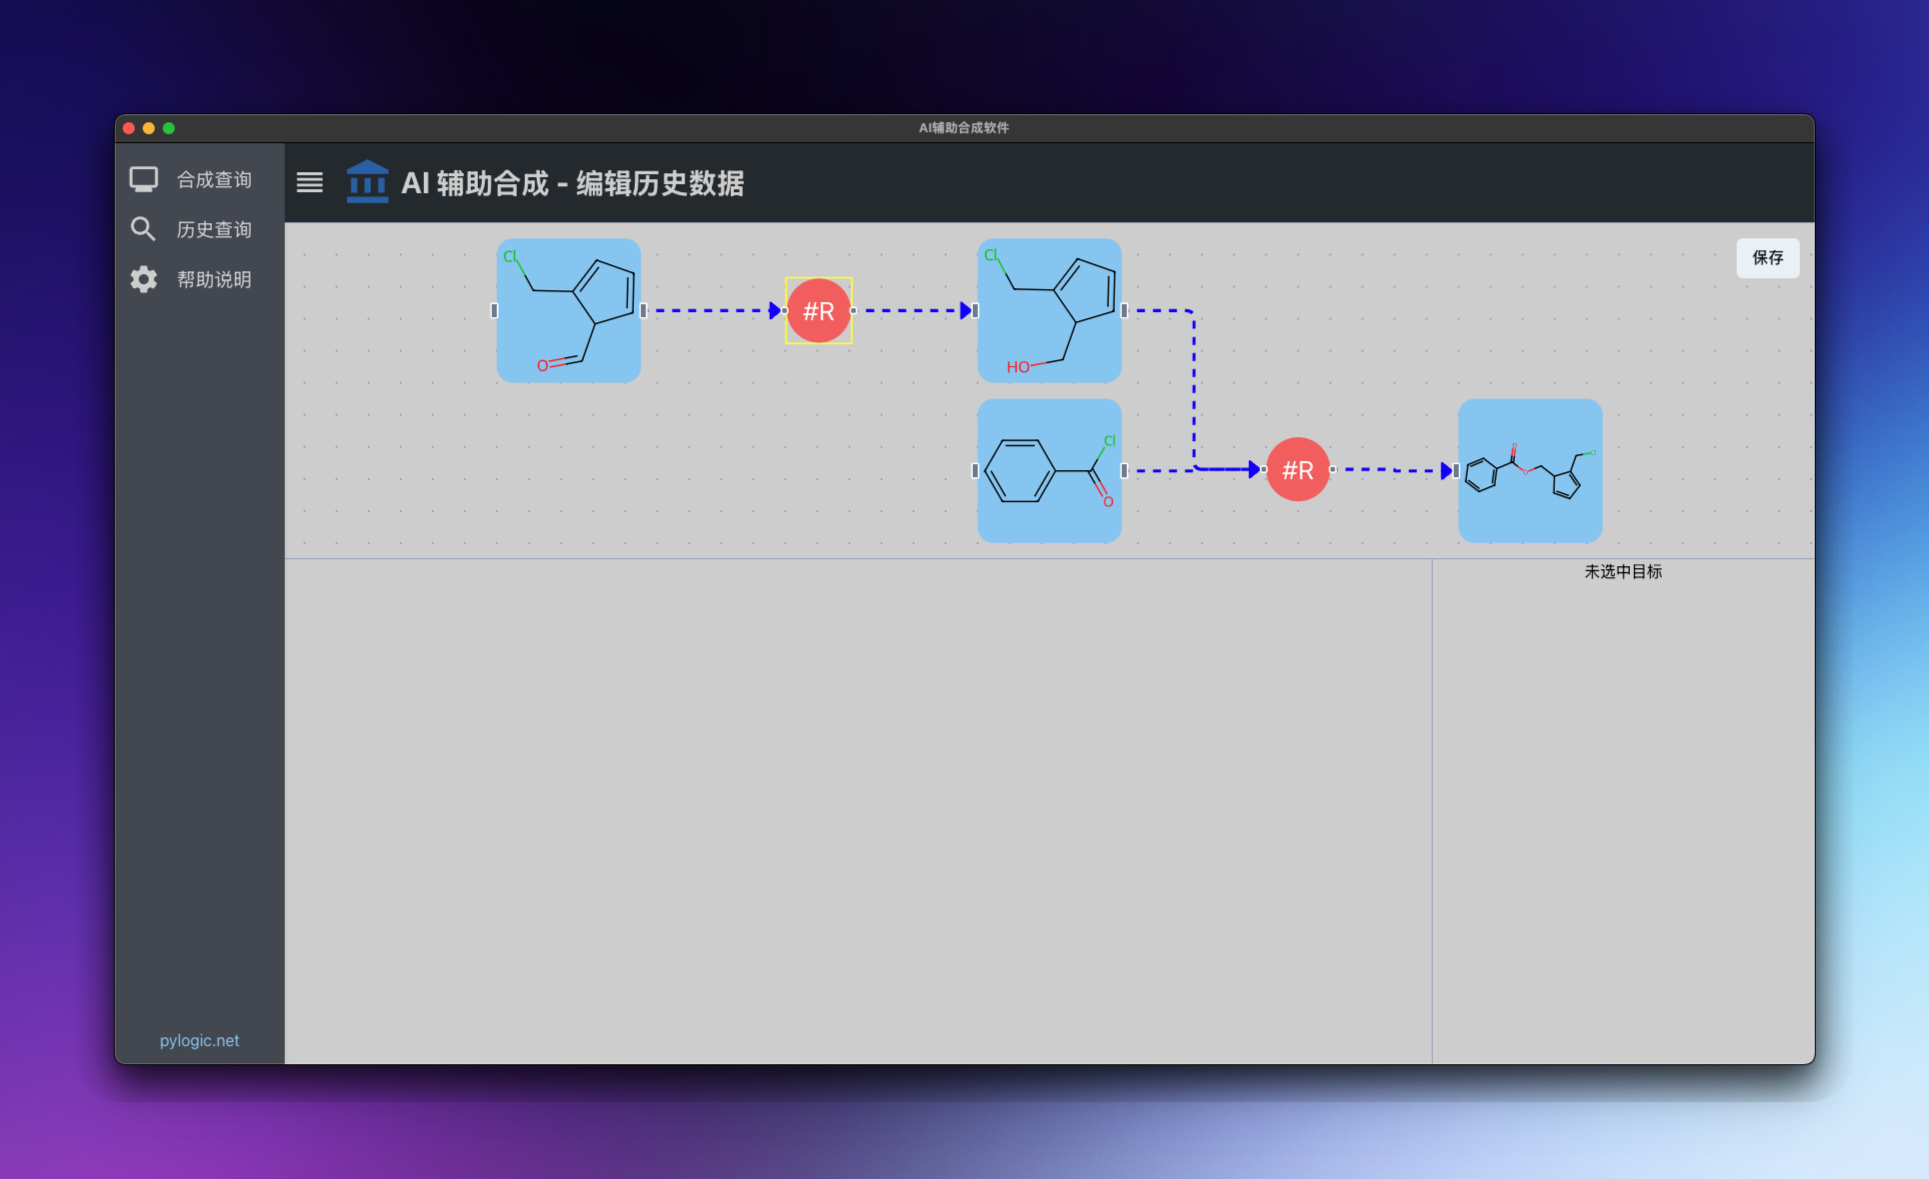 AI辅助合成软件
合成查询
历史查询
帮助说明
AI 辅助合成 - 编辑历史数据
保存
Cl
O
#R
Cl
HO
Cl
O
#R
O
O
Cl
未选中目标
pylogic.net